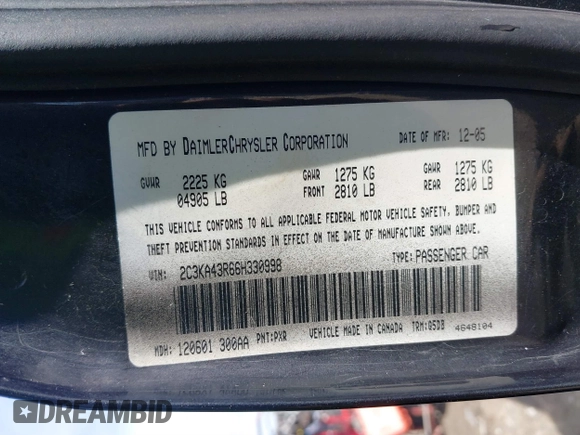 MFD BY DAIMLERCHRYSLER CORPORATION DATE OF MFR: 12-05
GVWR 2225 KG GAWR 1275 KG GAWR 1275 KG
04905 LB FRONT 2810 LB REAR 2810 LB
THIS VEHICLE CONFORMS TO ALL APPLICABLE FEDERAL MOTOR VEHICLE SAFETY, BUMPER AND
THEFT PREVENTION STANDARDS IN EFFECT ON THE DATE OF MANUFACTURE SHOWN ABOVE.
VIN: 2C3KA43R66H330998 TYPE: PASSENGER CAR
MDH: 120601 300AA PNT: PXR VEHICLE MADE IN CANADA TRM: Q5DB 4648104
DREAMBID